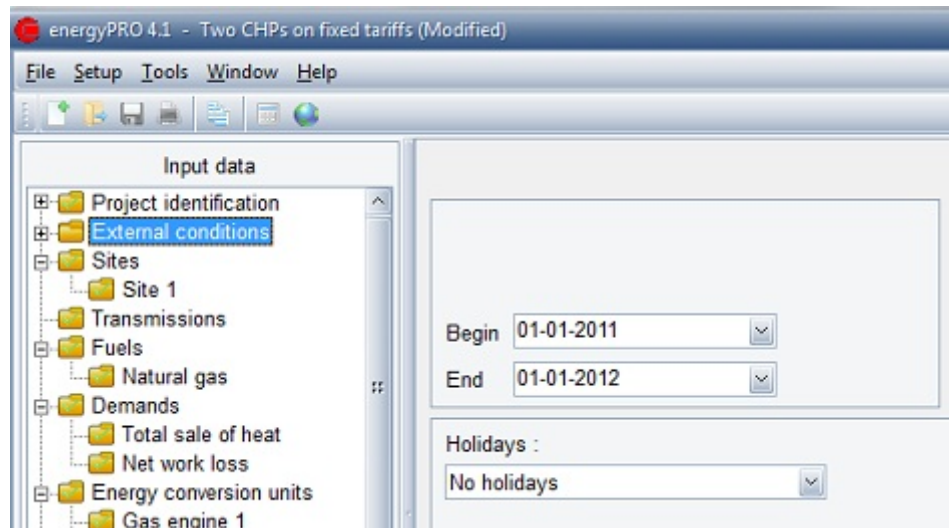 energyPRO 4.1 - Two CHPs on fixed tariffs (Modified)
File Setup Tools Window Help
Input data
Project identification
External conditions
Sites
Site 1
Transmissions
Fuels
Natural gas
Demands
Total sale of heat
Net work loss
Energy conversion units
Gas engine 1
Begin 01-01-2011
End 01-01-2012
Holidays :
No holidays